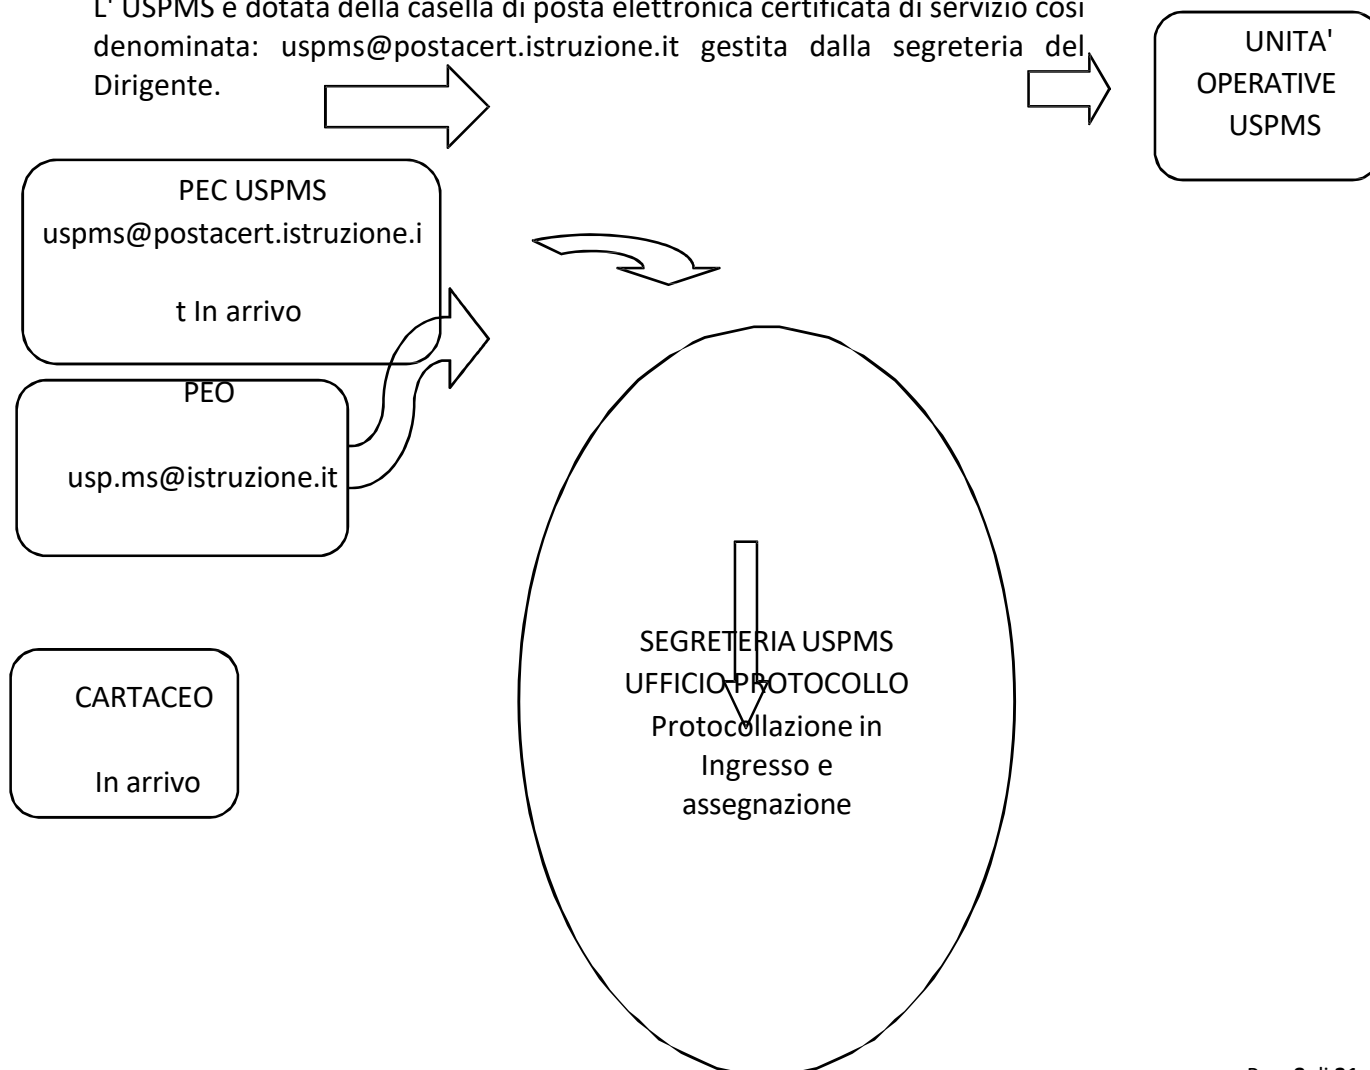 L' USPMS è dotata della casella di posta elettronica certificata di servizio così
denominata: uspms@postacert.istruzione.it gestita dalla segreteria del
Dirigente.
UNITA'
OPERATIVE
USPMS
PEC USPMS
uspms@postacert.istruzione.i
t In arrivo
PEO
usp.ms@istruzione.it
CARTACEO
In arrivo
SEGRETERIA USPMS
UFFICIO PROTOCOLLO
Protocollazione in
Ingresso e
assegnazione